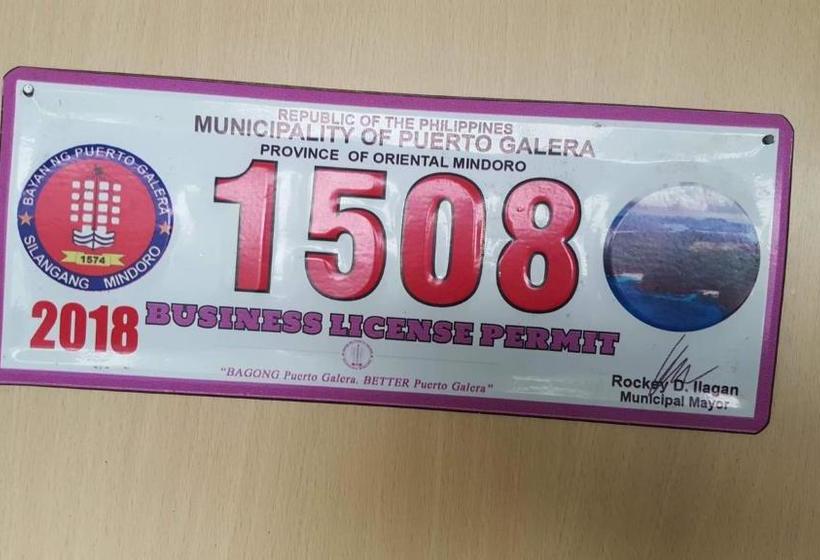 REPUBLIC OF THE PHILIPPINES
MUNICIPALITY OF PUERTO GALERA
PROVINCE OF ORIENTAL MINDORO
BAYAN NG PUERTO GALERA
1574
SILANGANG MINDORO
1508
2018
BUSINESS LICENSE PERMIT
"BAGONG Puerto Galera. BETTER Puerto Galera"
Rockey D. Ilagan
Municipal Mayor